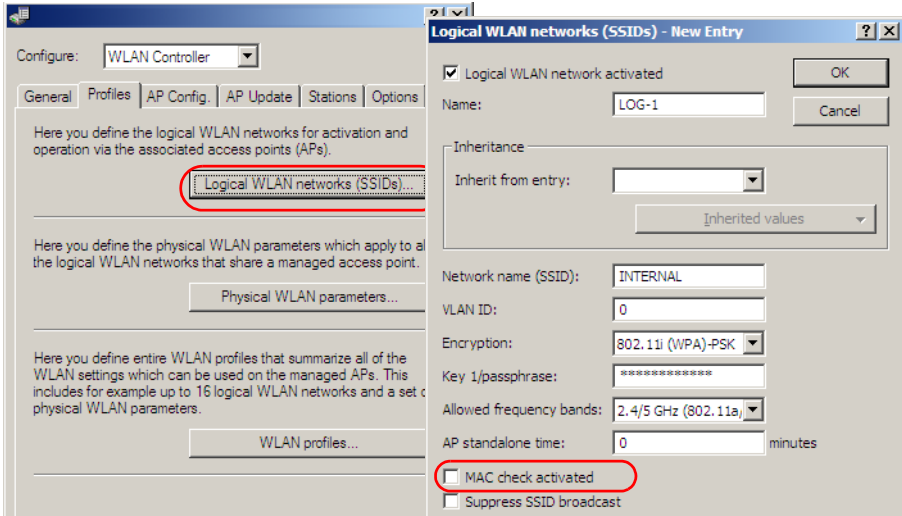 Configure: WLAN Controller
General Profiles AP Config. AP Update Stations Options
Here you define the logical WLAN networks for activation and
operation via the associated access points (APs).
Logical WLAN networks (SSIDs)...
Here you define the physical WLAN parameters which apply to al
the logical WLAN networks that share a managed access point.
Physical WLAN parameters...
Here you define entire WLAN profiles that summarize all of the
WLAN settings which can be used on the managed APs. This
includes for example up to 16 logical WLAN networks and a set o
physical WLAN parameters.
WLAN profiles...
Logical WLAN networks (SSIDs) - New Entry
Logical WLAN network activated
OK
Name: LOG-1
Cancel
Inheritance
Inherit from entry:
Inherited values
Network name (SSID): INTERNAL
VLAN ID: 0
Encryption: 802.11i (WPA)-PSK
Key 1/passphrase: ************
Allowed frequency bands: 2.4/5 GHz (802.11a/
AP standalone time: 0 minutes
MAC check activated
Suppress SSID broadcast